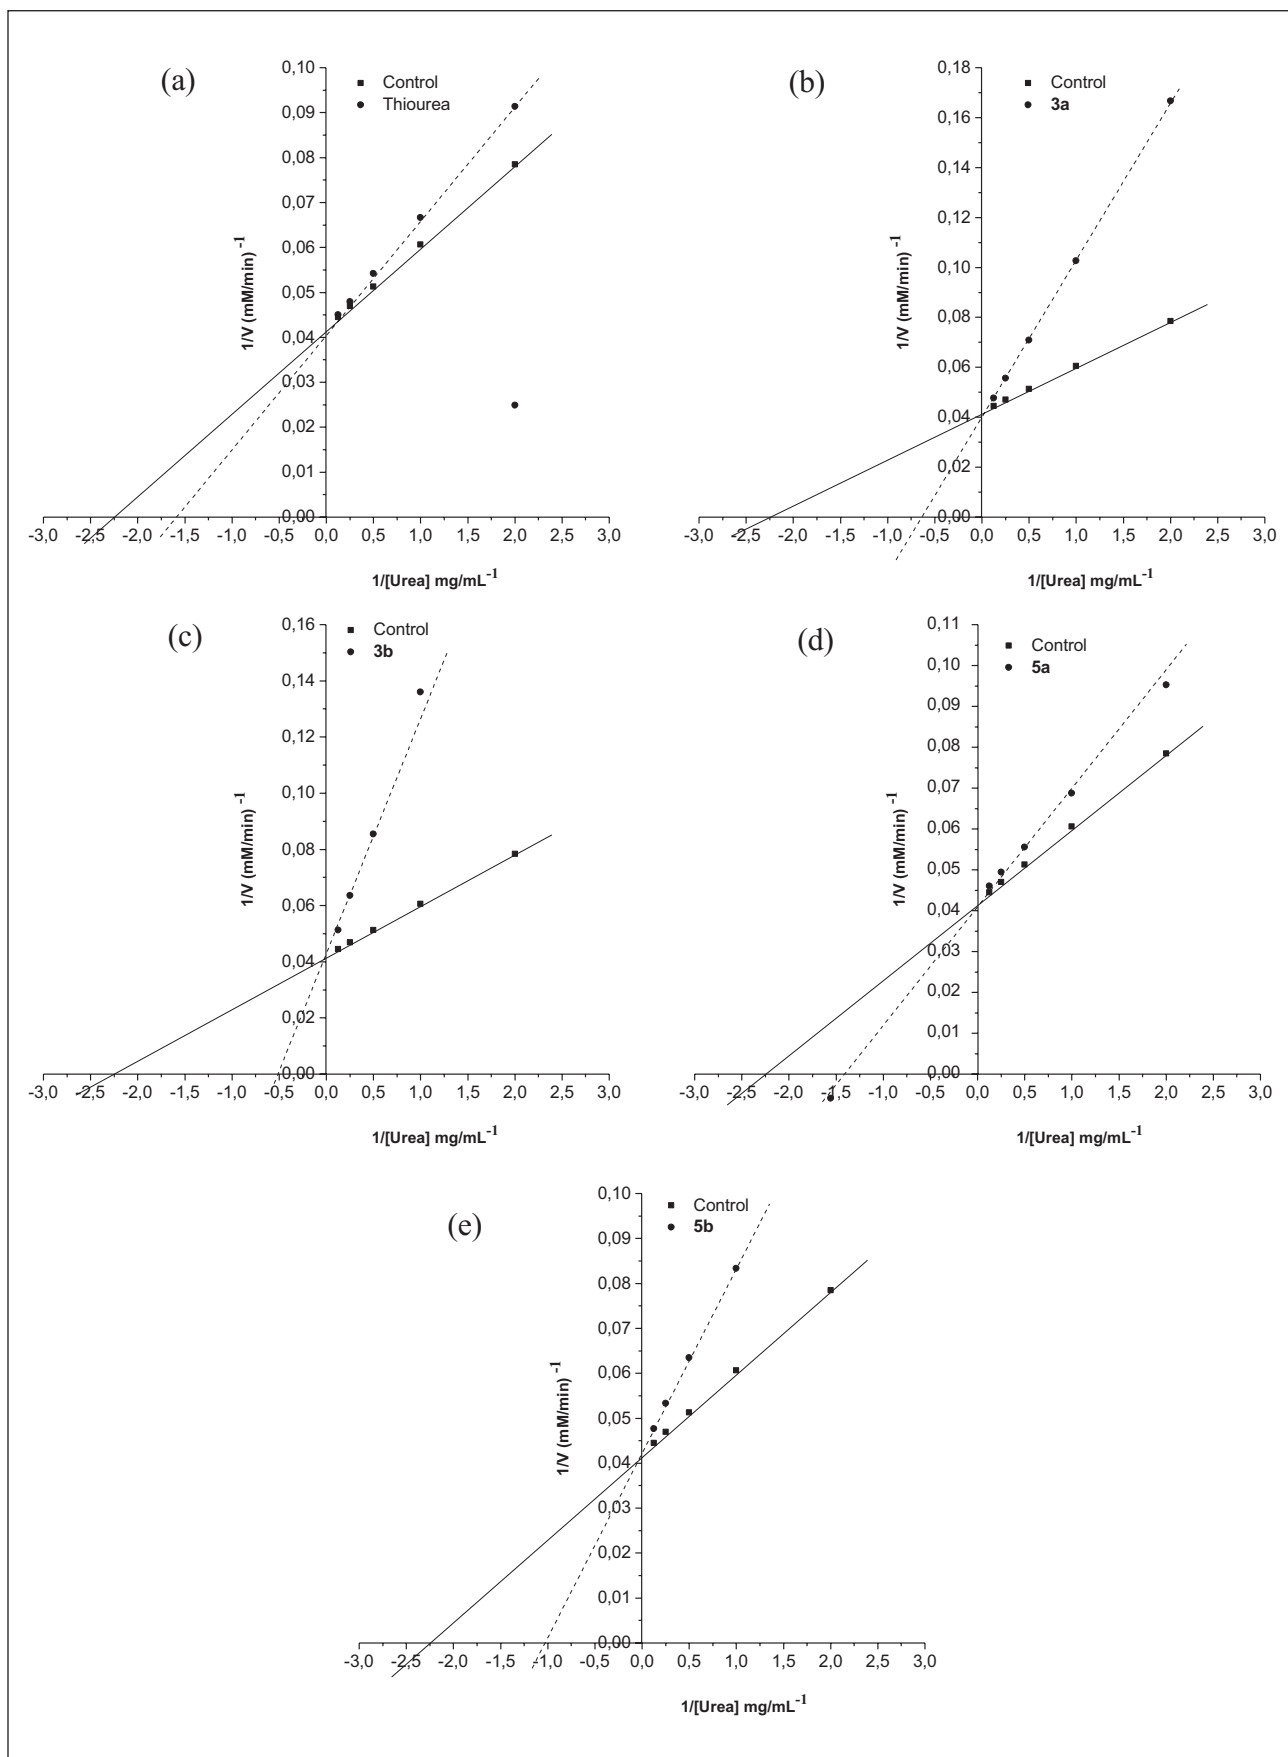 (a)
Control
Thiourea
0,10
0,09
0,08
0,07
0,06
0,05
0,04
0,03
0,02
0,01
0,00
1/V (mM/min) -1
-3,0 -2,5 -2,0 -1,5 -1,0 -0,5 0,0 0,5 1,0 1,5 2,0 2,5 3,0
1/[Urea] mg/mL-1
(b)
Control
3a
0,18
0,16
0,14
0,12
0,10
0,08
0,06
0,04
0,02
0,00
1/V (mM/min) -1
-3,0 -2,5 -2,0 -1,5 -1,0 -0,5 0,0 0,5 1,0 1,5 2,0 2,5 3,0
1/[Urea] mg/mL-1
(c)
Control
3b
0,16
0,14
0,12
0,10
0,08
0,06
0,04
0,02
0,00
1/V (mM/min) -1
-3,0 -2,5 -2,0 -1,5 -1,0 -0,5 0,0 0,5 1,0 1,5 2,0 2,5 3,0
1/[Urea] mg/mL-1
(d)
Control
5a
0,11
0,10
0,09
0,08
0,07
0,06
0,05
0,04
0,03
0,02
0,01
0,00
1/V (mM/min) -1
-3,0 -2,5 -2,0 -1,5 -1,0 -0,5 0,0 0,5 1,0 1,5 2,0 2,5 3,0
1/[Urea] mg/mL-1
(e)
Control
5b
0,10
0,09
0,08
0,07
0,06
0,05
0,04
0,03
0,02
0,01
0,00
1/V (mM/min) -1
-3,0 -2,5 -2,0 -1,5 -1,0 -0,5 0,0 0,5 1,0 1,5 2,0 2,5 3,0
1/[Urea] mg/mL-1